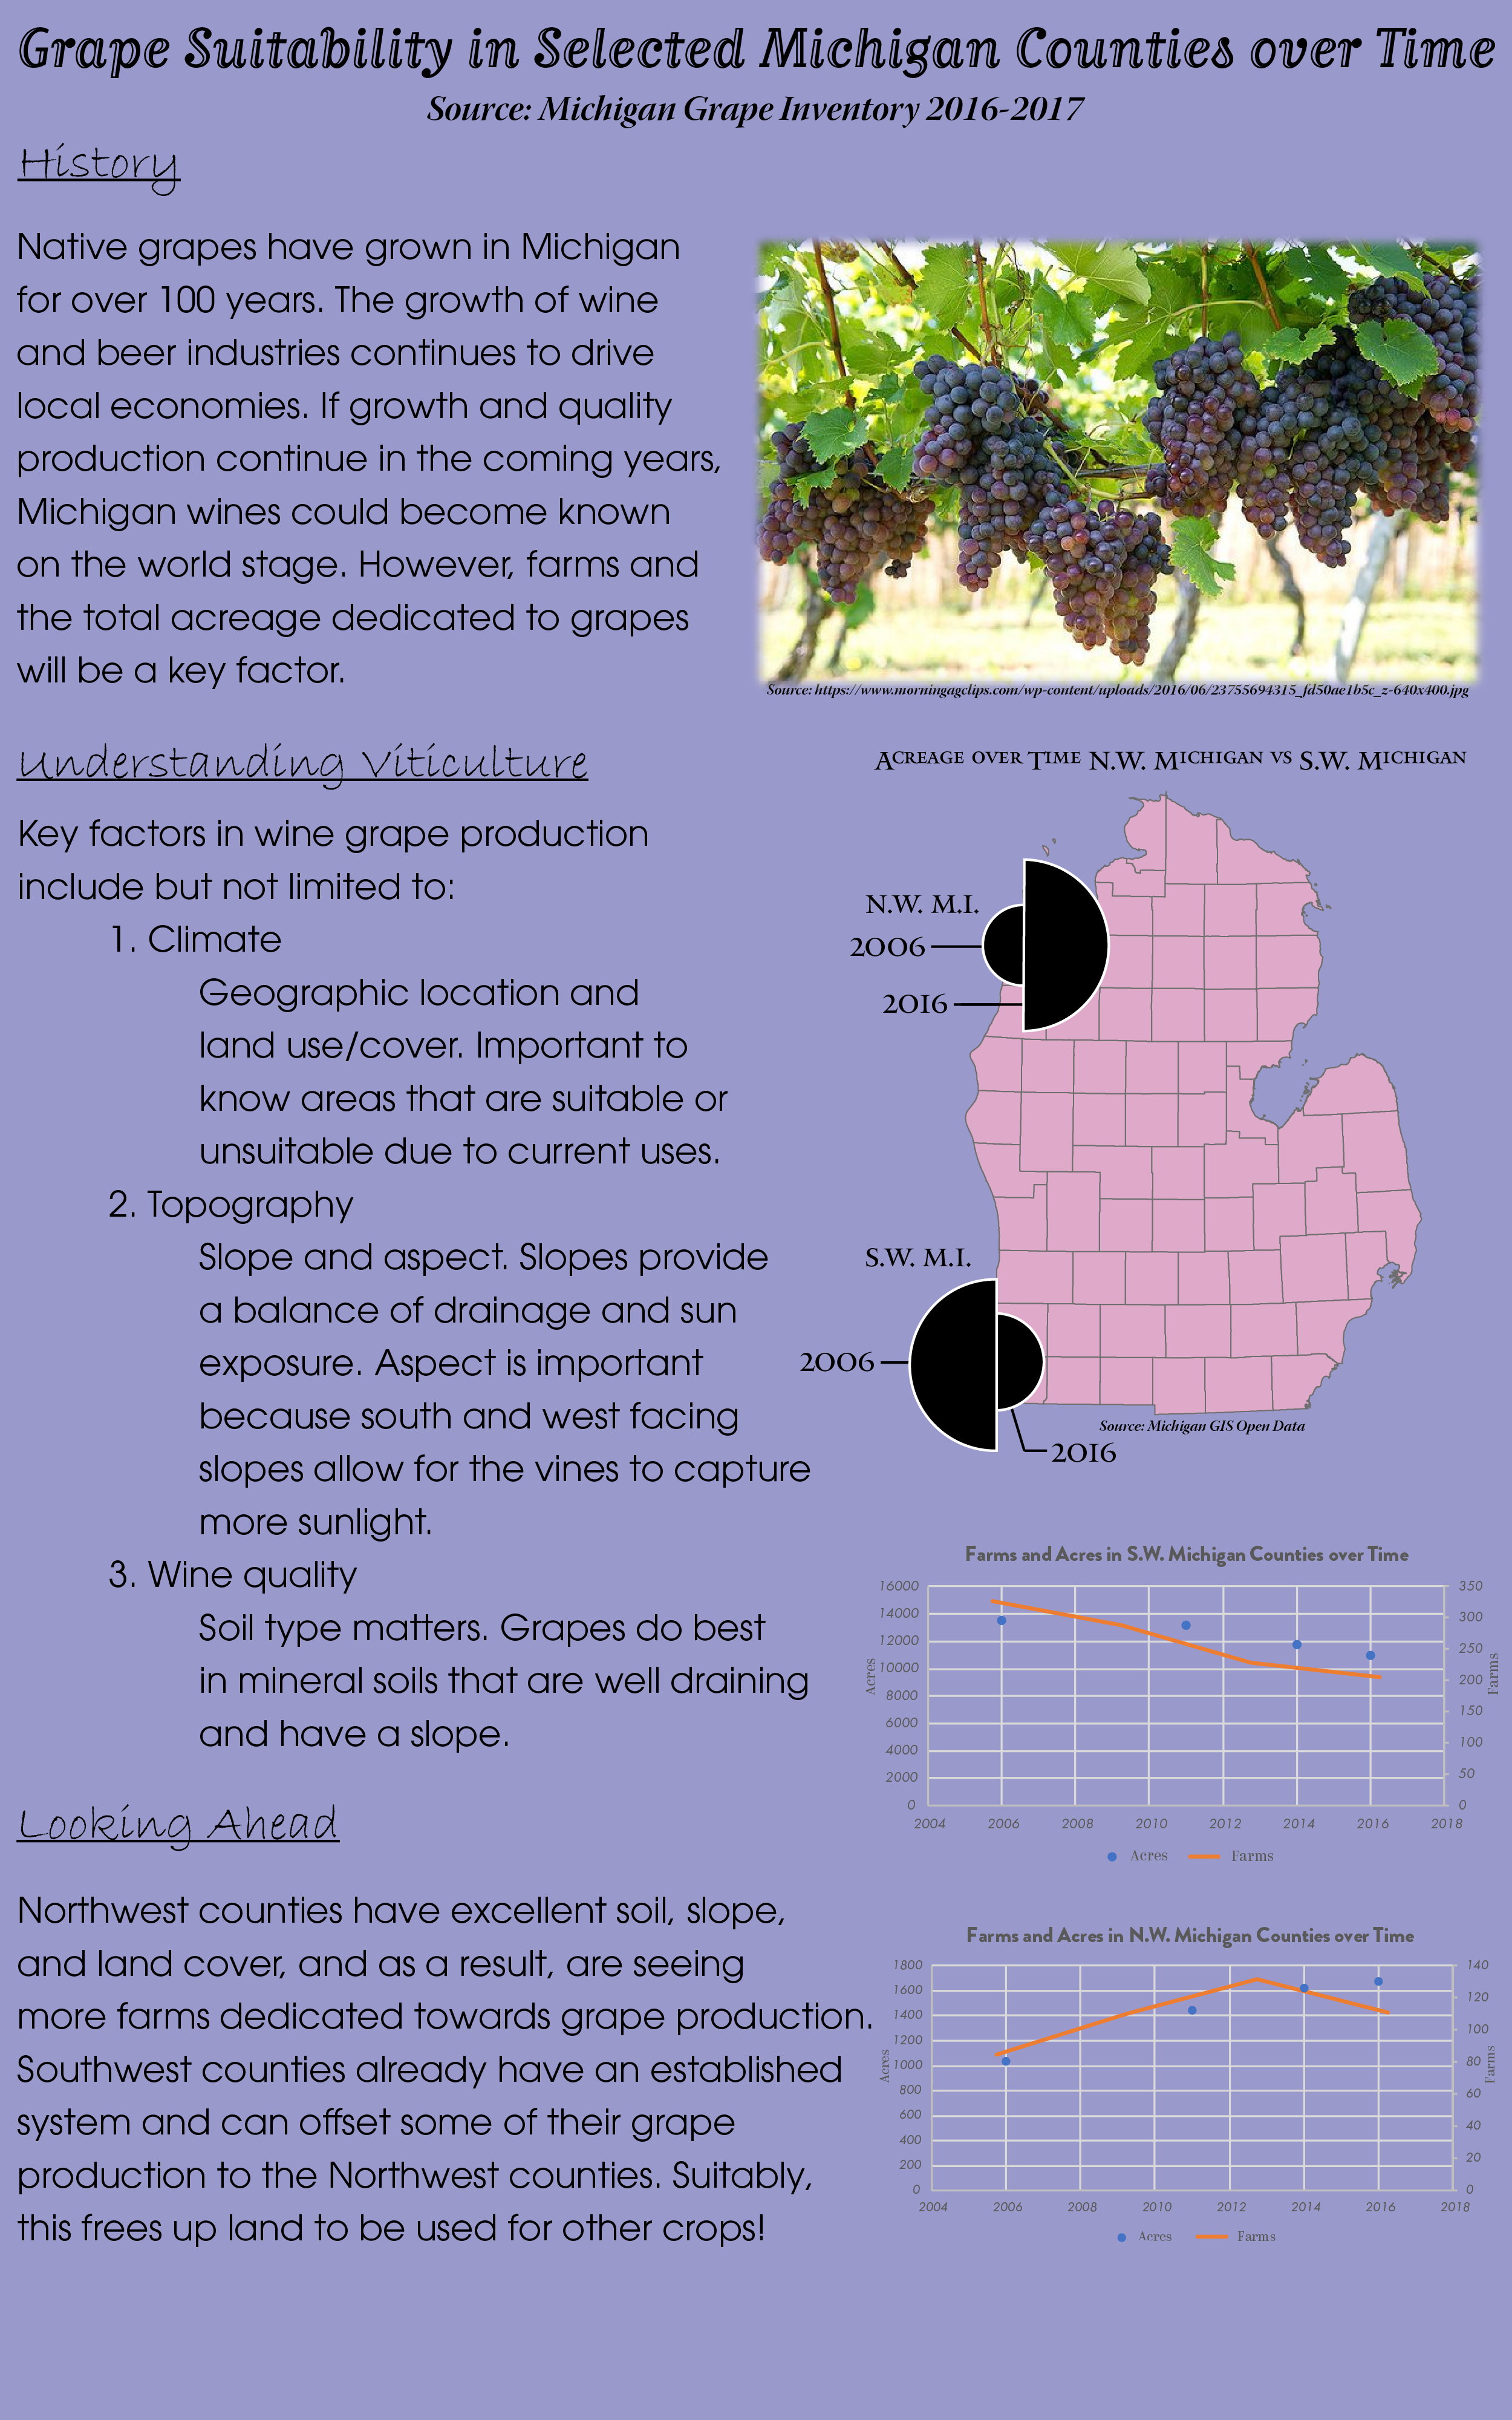 Grape Suitability in Selected Michigan Counties over Time
Source: Michigan Grape Inventory 2016-2017
History
Native grapes have grown in Michigan
for over 100 years. The growth of wine
and beer industries continues to drive
local economies. If growth and quality
production continue in the coming years,
Michigan wines could become known
on the world stage. However, farms and
the total acreage dedicated to grapes
will be a key factor.
Source: https://www.morningagclips.com/wp-content/uploads/2016/06/23755694315_fd50ae1b5c_z-640x400.jpg
Understanding Viticulture
Key factors in wine grape production
include but not limited to:
1. Climate
Geographic location and
land use/cover. Important to
know areas that are suitable or
unsuitable due to current uses.
2. Topography
Slope and aspect. Slopes provide
a balance of drainage and sun
exposure. Aspect is important
because south and west facing
slopes allow for the vines to capture
more sunlight.
3. Wine quality
Soil type matters. Grapes do best
in mineral soils that are well draining
and have a slope.
Acreage over Time N.W. Michigan vs S.W. Michigan
N.W. M.I.
2006
2016
S.W. M.I.
2006
2016
Source: Michigan GIS Open Data
Farms and Acres in S.W. Michigan Counties over Time
16000
14000
12000
10000
8000
6000
4000
2000
0
Acres
350
300
250
200
150
100
50
0
Farms
2004 2006 2008 2010 2012 2014 2016 2018
Acres Farms
Looking Ahead
Northwest counties have excellent soil, slope,
and land cover, and as a result, are seeing
more farms dedicated towards grape production.
Southwest counties already have an established
system and can offset some of their grape
production to the Northwest counties. Suitably,
this frees up land to be used for other crops!
Farms and Acres in N.W. Michigan Counties over Time
1800
1600
1400
1200
1000
800
600
400
200
0
Acres
140
120
100
80
60
40
20
0
Farms
2004 2006 2008 2010 2012 2014 2016 2018
Acres Farms